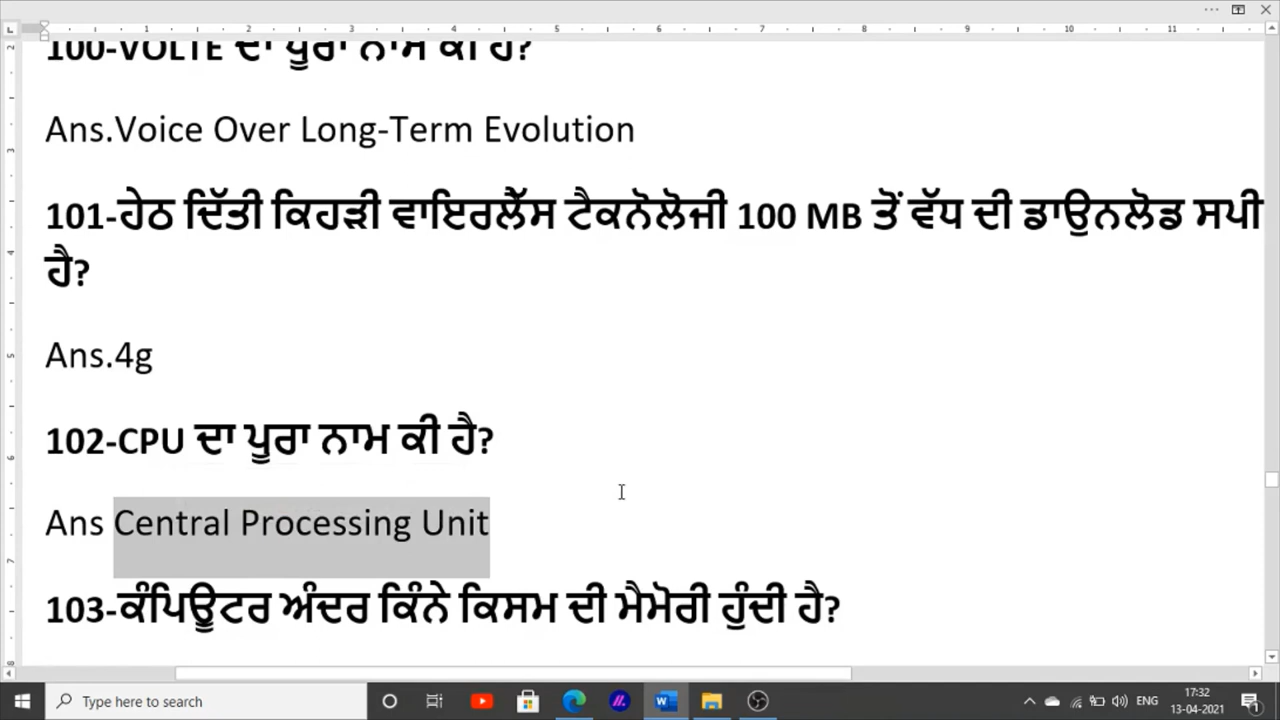 100-VOLTE ਦਾ ਪੂਰਾ ਨਾਮ ਕੀ ਹੈ?
Ans.Voice Over Long-Term Evolution
101-ਹੇਠ ਦਿੱਤੀ ਕਿਹੜੀ ਵਾਇਰਲੈੱਸ ਟੈਕਨੋਲੋਜੀ 100 MB ਤੋਂ ਵੱਧ ਦੀ ਡਾਉਨਲੋਡ ਸਪੀ
ਹੈ?
Ans.4g
102-CPU ਦਾ ਪੂਰਾ ਨਾਮ ਕੀ ਹੈ?
Ans Central Processing Unit
103-ਕੰਪਿਊਟਰ ਅੰਦਰ ਕਿੰਨੇ ਕਿਸਮ ਦੀ ਮੈਮੋਰੀ ਹੁੰਦੀ ਹੈ?
Type here to search
ENG
17:32
13-04-2021